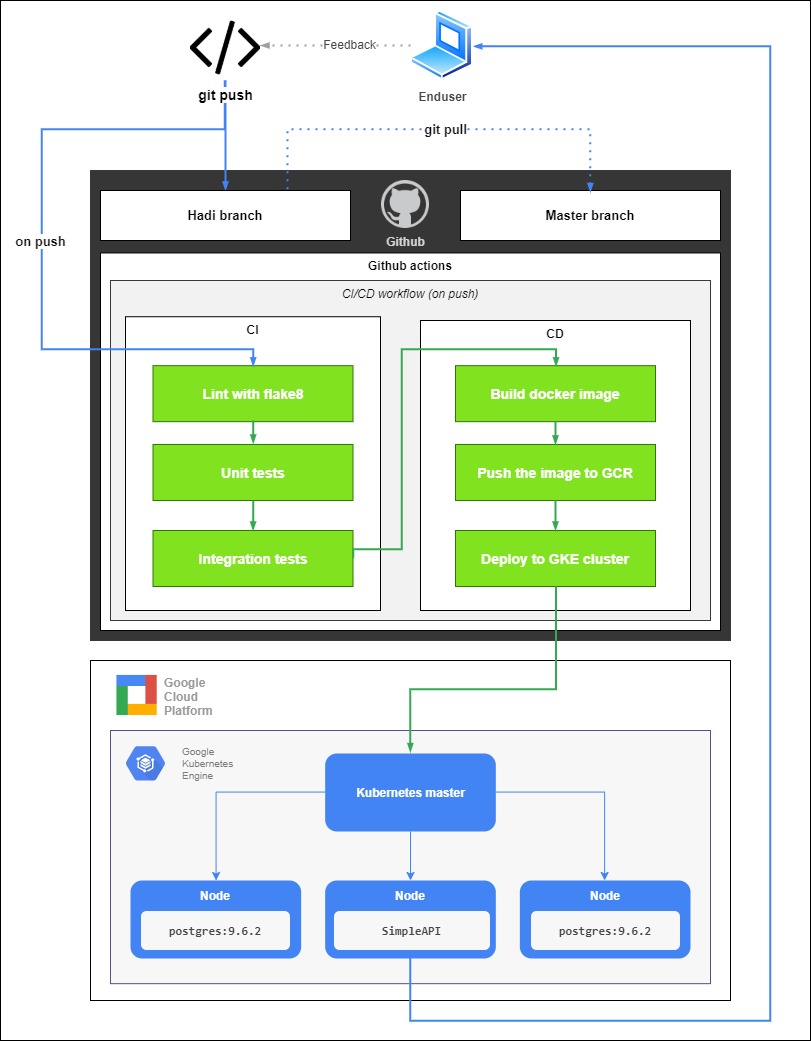 Feedback
git push
Enduser
git pull
Hadi branch
Github
Master branch
on push
Github actions
CI/CD workflow (on push)
CI
CD
Lint with flake8
Build docker image
Unit tests
Push the image to GCR
Integration tests
Deploy to GKE cluster
Google
Cloud
Platform
Google
Kubernetes
Engine
Kubernetes master
Node
Node
Node
postgres:9.6.2
SimpleAPI
postgres:9.6.2